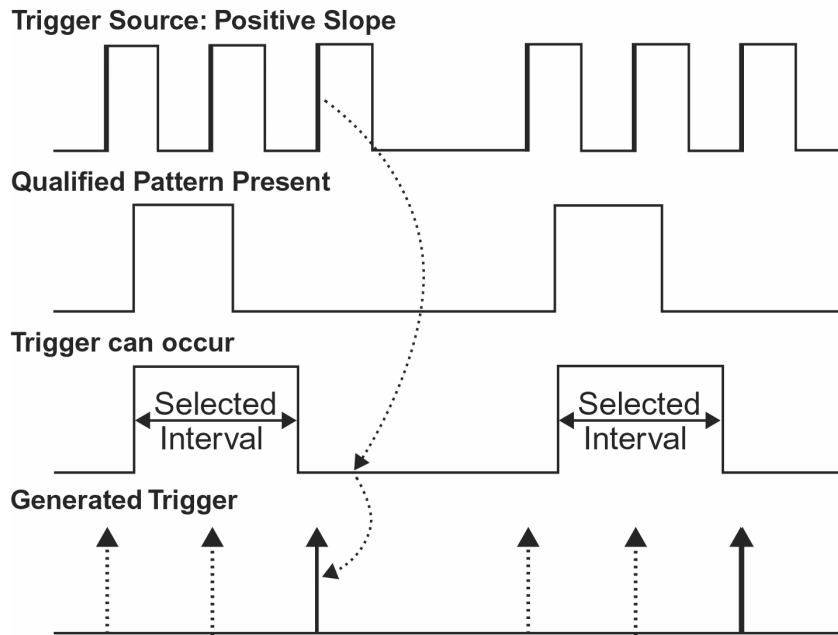 Trigger Source: Positive Slope
Qualified Pattern Present
Trigger can occur
Selected
Interval
Selected
Interval
Generated Trigger